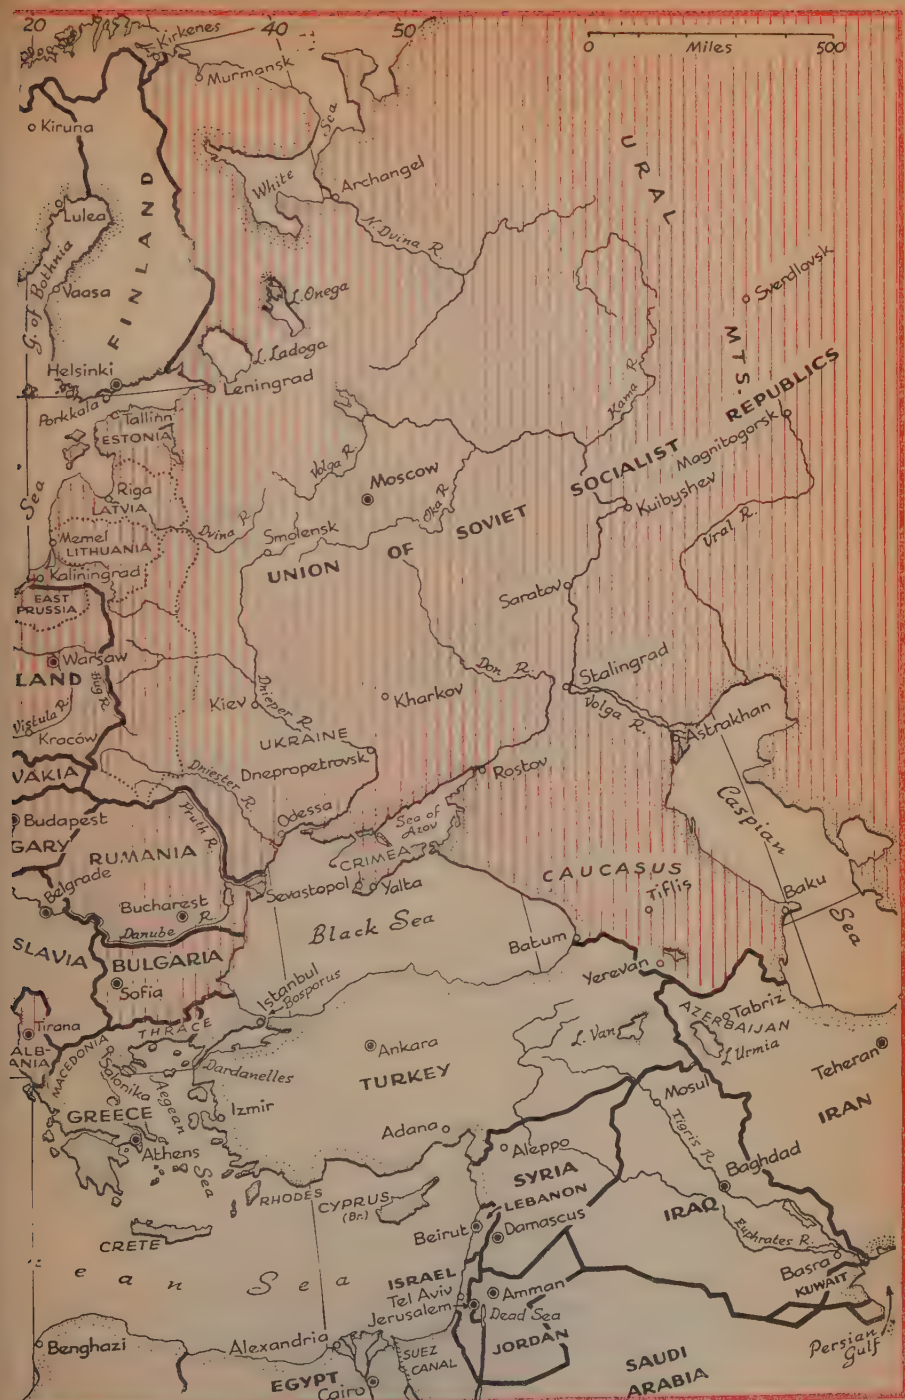 20
40
50
Kirkenes
Murmansk
0
Miles
500
Kiruna
White
Sea
Archangel
N. Dvina R.
URAL
MTS.
Lulea
G. of Bothnia
Vaasa
FINLAND
L. Onega
L. Ladoga
Sverdlovsk
Helsinki
Porkkala
Leningrad
Tallinn
ESTONIA
Kama R.
Magnitogorsk
Volga R.
Moscow
Oka R.
Kuibyshev
Ural R.
Sea
Riga
LATVIA
Dvina R.
Smolensk
UNION OF SOVIET SOCIALIST REPUBLICS
Memel
LITHUANIA
Kaliningrad
EAST
PRUSSIA
Saratov
Warsaw
LAND
Bug R.
Vistula R.
Kraców
Kiev
Dnieper R.
Kharkov
Don R.
Stalingrad
Volga R.
Astrakhan
UKRAINE
Dnepropetrovsk
Rostov
VAKIA
Dniester R.
Pruth R.
Odessa
Sea of
Azov
CRIMEA
Budapest
GARY
RUMANIA
Belgrade
Bucharest
Danube R.
Sevastopol
Yalta
CAUCASUS
Tiflis
Caspian
Sea
Baku
Black Sea
Batum
Yerevan
SLAVIA
BULGARIA
Sofia
Istanbul
Bosporus
AZERBAIJAN
Tabriz
L. Urmia
L. Van
Teheran
Tirana
ALB-
ANIA
THRACE
MACEDONIA
Salonika
Aegean
Sea
Dardanelles
Ankara
TURKEY
Mosul
Tigris R.
IRAN
GREECE
Izmir
Athens
Adana
Aleppo
SYRIA
Baghdad
RHODES
CYPRUS
(Br.)
LEBANON
IRAQ
Euphrates R.
CRETE
Beirut
Damascus
Basra
KUWAIT
ean Sea
ISRAEL
Tel Aviv
Jerusalem
Amman
Dead Sea
JORDAN
Persian
Gulf
Benghazi
Alexandria
SUEZ
CANAL
EGYPT
Cairo
SAUDI
ARABIA